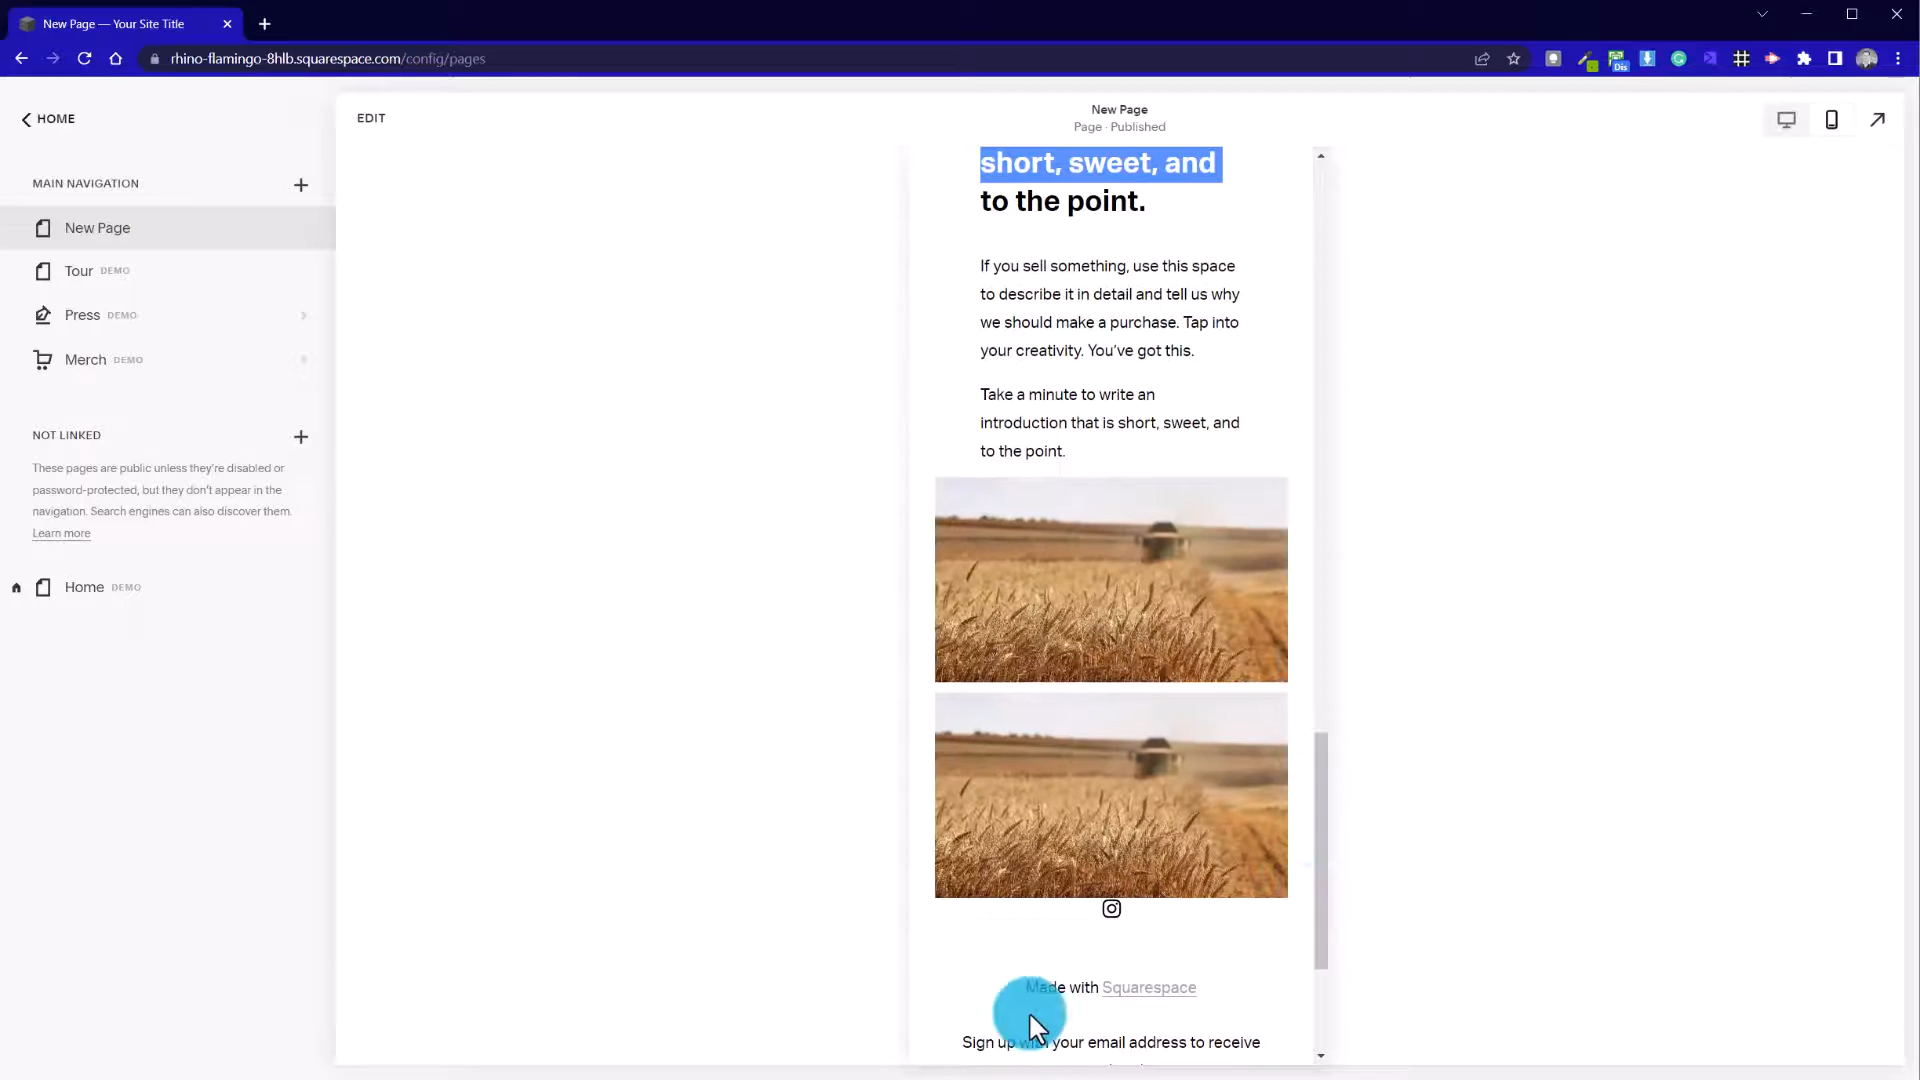 New Page — Your Site Title
rhino-flamingo-8hlb.squarespace.com/config/pages
Dis
HOME
EDIT
New Page
Page · Published
MAIN NAVIGATION
New Page
Tour DEMO
Press DEMO
Merch DEMO
NOT LINKED
These pages are public unless they're disabled or
password-protected, but they don't appear in the
navigation. Search engines can also discover them.
Learn more
Home DEMO
short, sweet, and
to the point.
If you sell something, use this space
to describe it in detail and tell us why
we should make a purchase. Tap into
your creativity. You've got this.
Take a minute to write an
introduction that is short, sweet, and
to the point.
Made with Squarespace
Sign up with your email address to receive